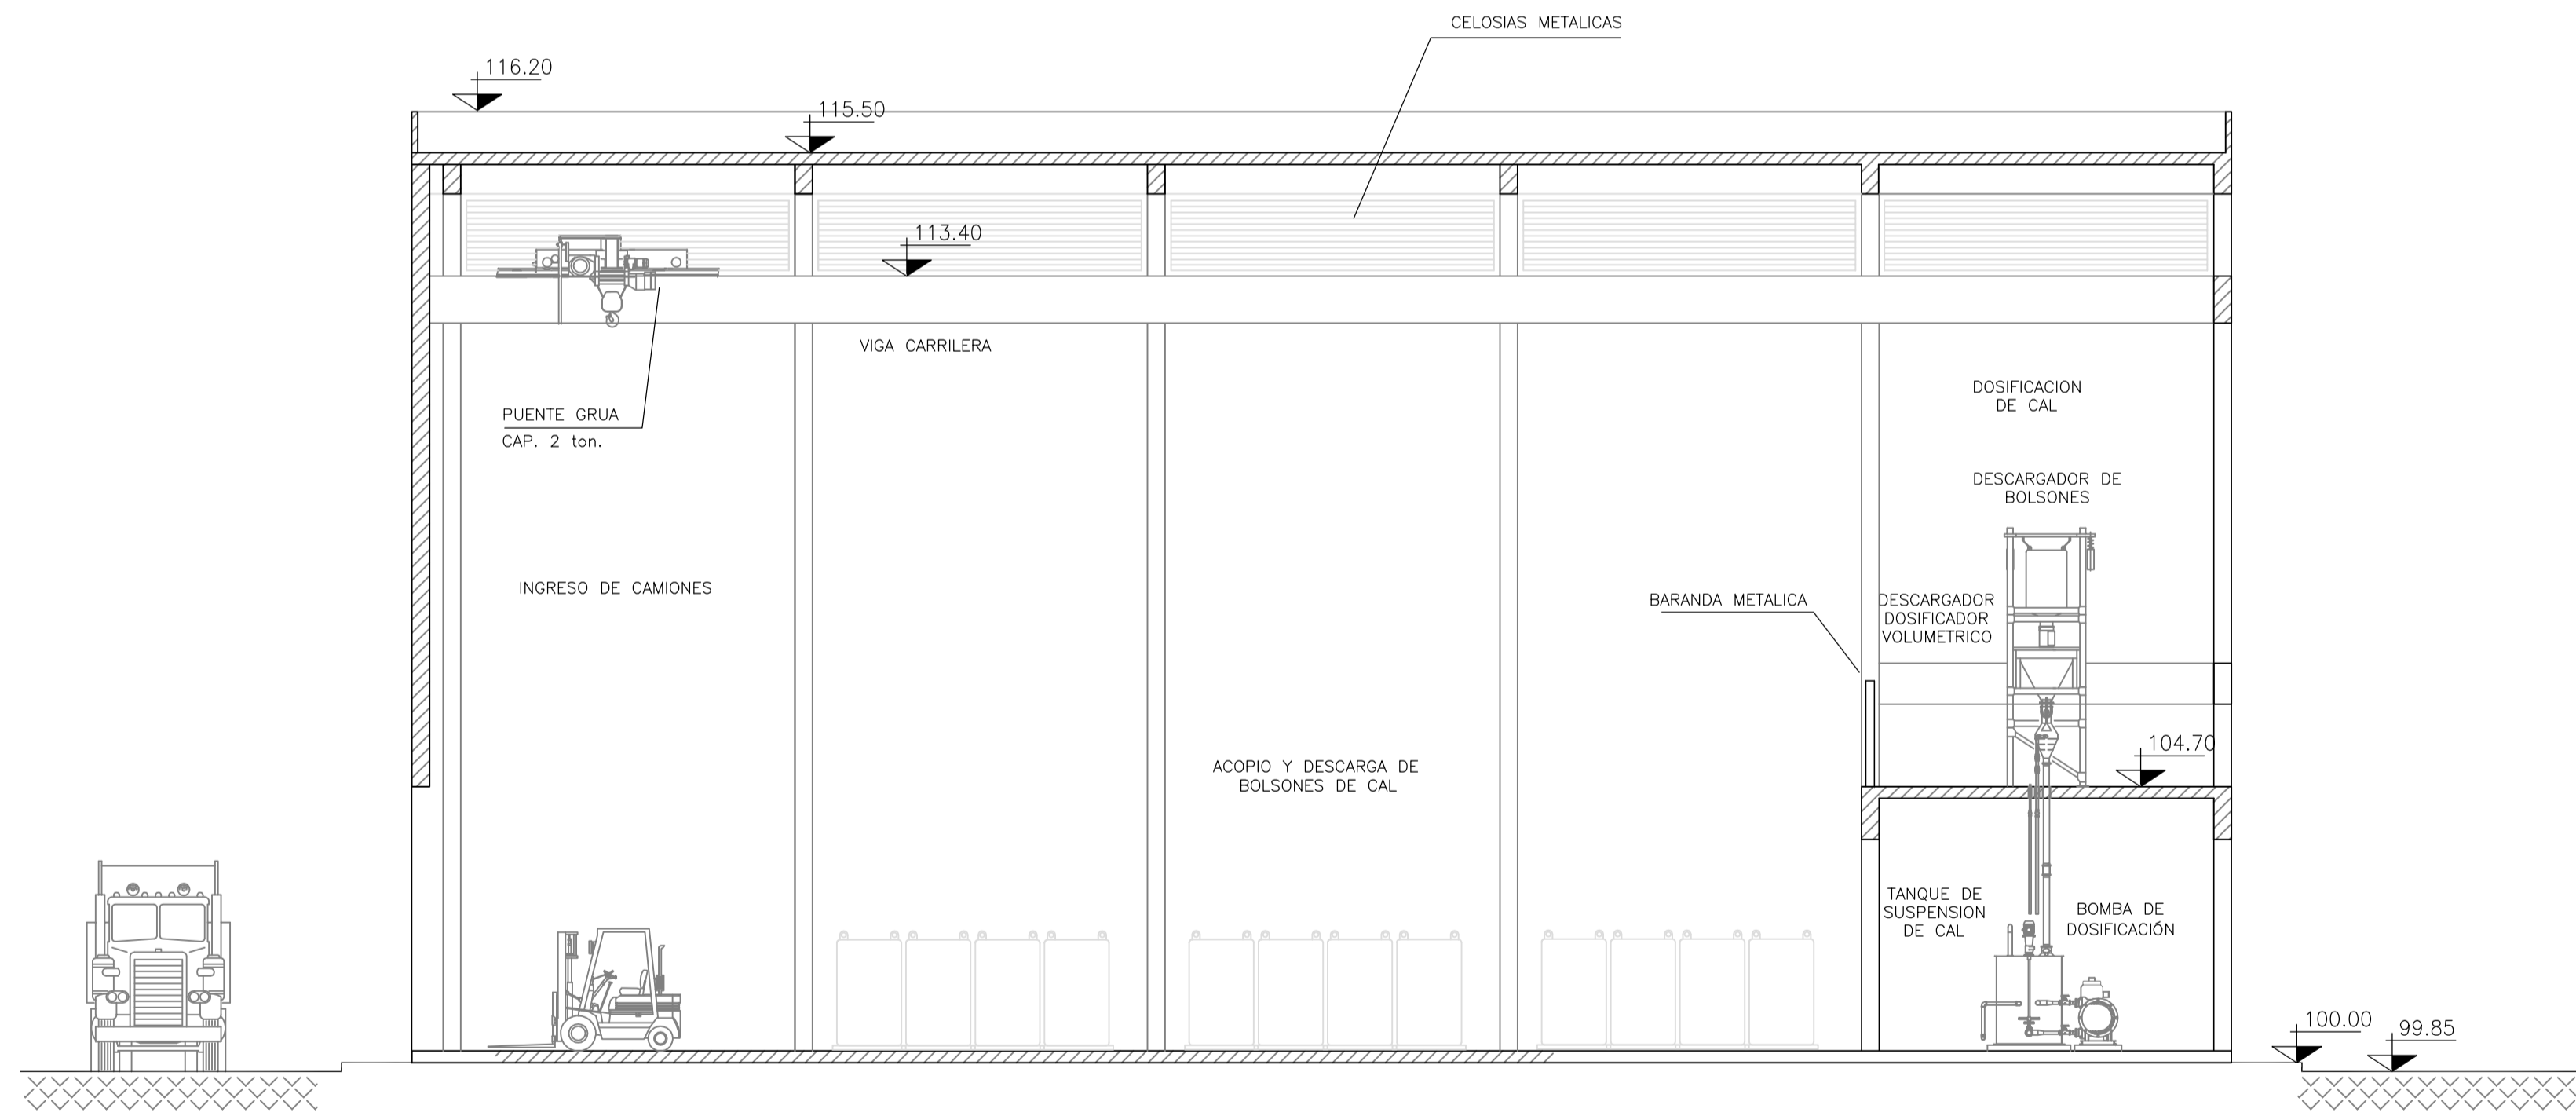 CELOSIAS METALICAS
116.20
115.50
113.40
VIGA CARRILERA
PUENTE GRUA
CAP. 2 ton.
DOSIFICACION
DE CAL
DESCARGADOR DE
BOLSONES
INGRESO DE CAMIONES
BARANDA METALICA
DESCARGADOR
DOSIFICADOR
VOLUMETRICO
ACOPIO Y DESCARGA DE
BOLSONES DE CAL
104.70
TANQUE DE
SUSPENSION
DE CAL
BOMBA DE
DOSIFICACIÓN
100.00
99.85